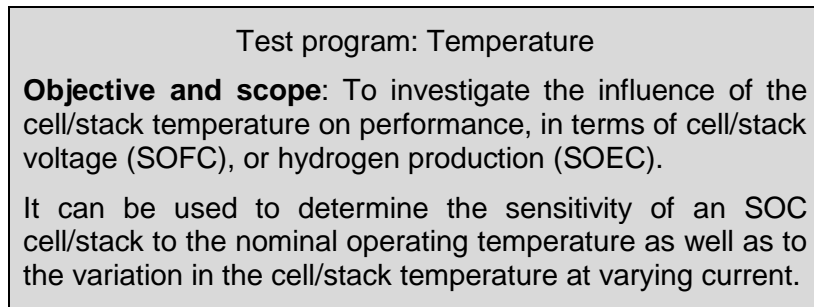 Test program: Temperature
Objective and scope: To investigate the influence of the
cell/stack temperature on performance, in terms of cell/stack
voltage (SOFC), or hydrogen production (SOEC).
It can be used to determine the sensitivity of an SOC
cell/stack to the nominal operating temperature as well as to
the variation in the cell/stack temperature at varying current.